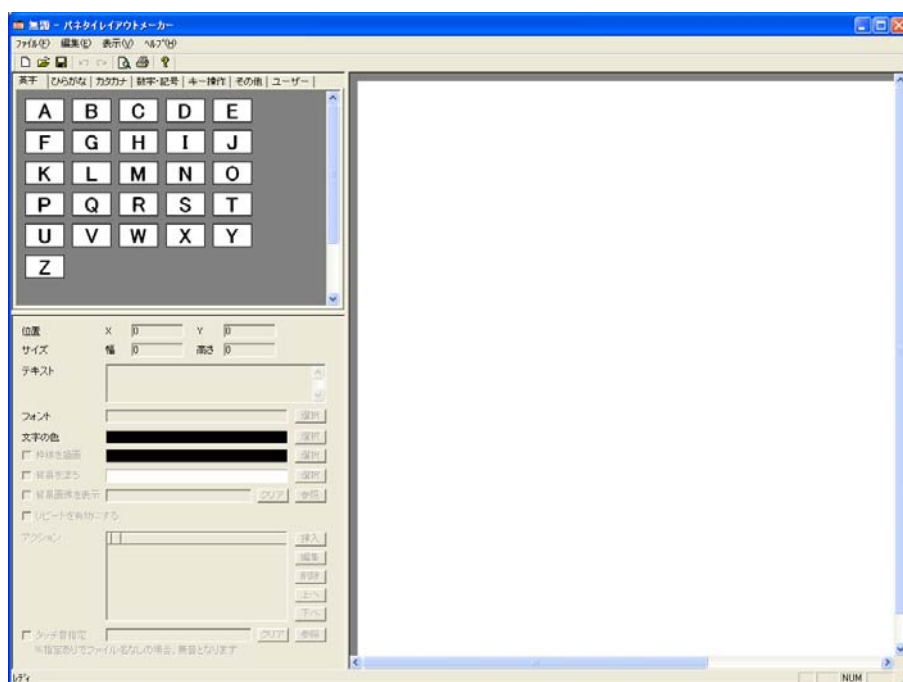 無題 - パネタイレイアウトメーカー
ファイル(F) 編集(E) 表示(V) ヘルプ(H)
英字 ひらがな カタカナ 数字・記号 キー操作 その他 ユーザー
A B C D E
F G H I J
K L M N O
P Q R S T
U V W X Y
Z
位置 X 0 Y 0
サイズ 幅 0 高さ 0
テキスト
フォント 選択
文字の色 選択
枠線を描画 選択
背景を塗る 選択
背景画像を表示 クリア 参照
リピートを有効にする
アクション 挿入
編集
削除
上へ
下へ
タッチ音指定 クリア 参照
※指定ありでファイル名なしの場合、無音となります
レディ NUM